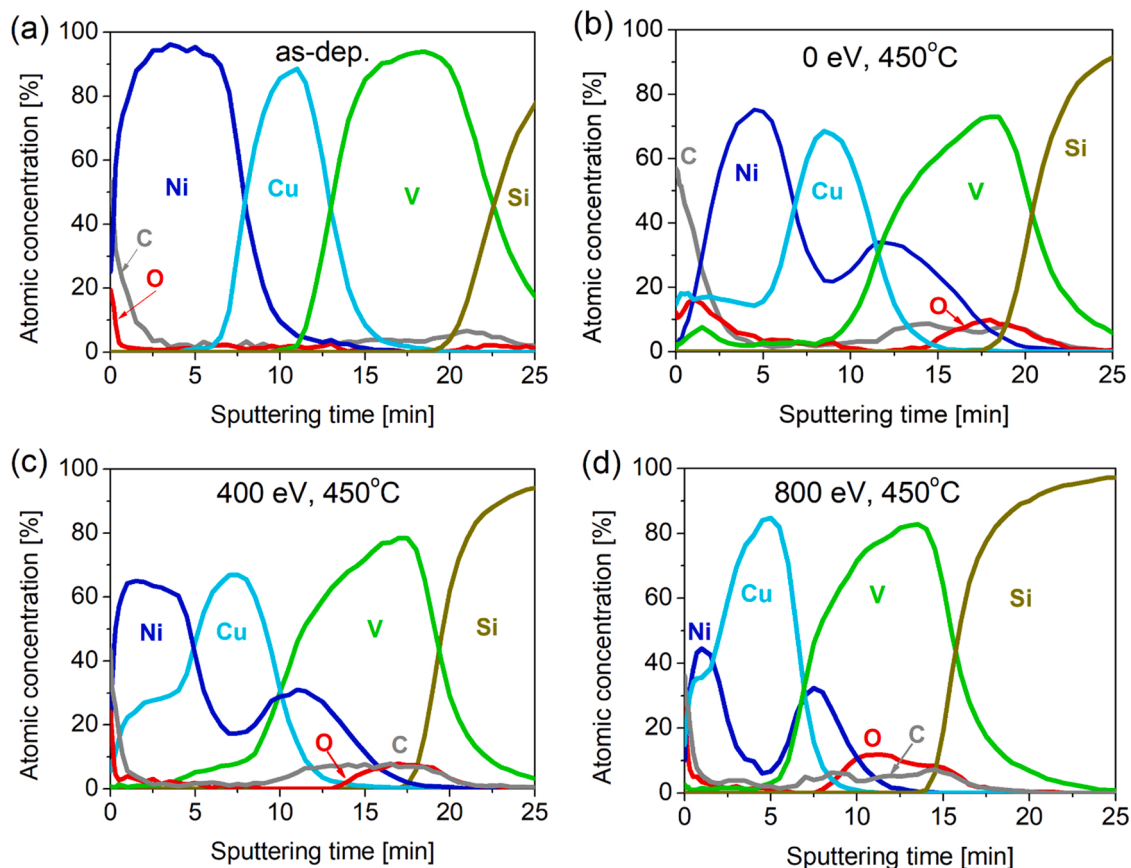 (a)
as-dep.
Atomic concentration [%]
100
80
60
40
20
0
Ni
Cu
V
Si
C
O
0
5
10
15
20
25
Sputtering time [min]
(b)
0 eV, 450°C
Atomic concentration [%]
100
80
60
40
20
0
C
Ni
Cu
V
Si
O
0
5
10
15
20
25
Sputtering time [min]
(c)
400 eV, 450°C
Atomic concentration [%]
100
80
60
40
20
0
Ni
Cu
V
Si
O
C
0
5
10
15
20
25
Sputtering time [min]
(d)
800 eV, 450°C
Atomic concentration [%]
100
80
60
40
20
0
Ni
Cu
V
Si
O
C
0
5
10
15
20
25
Sputtering time [min]